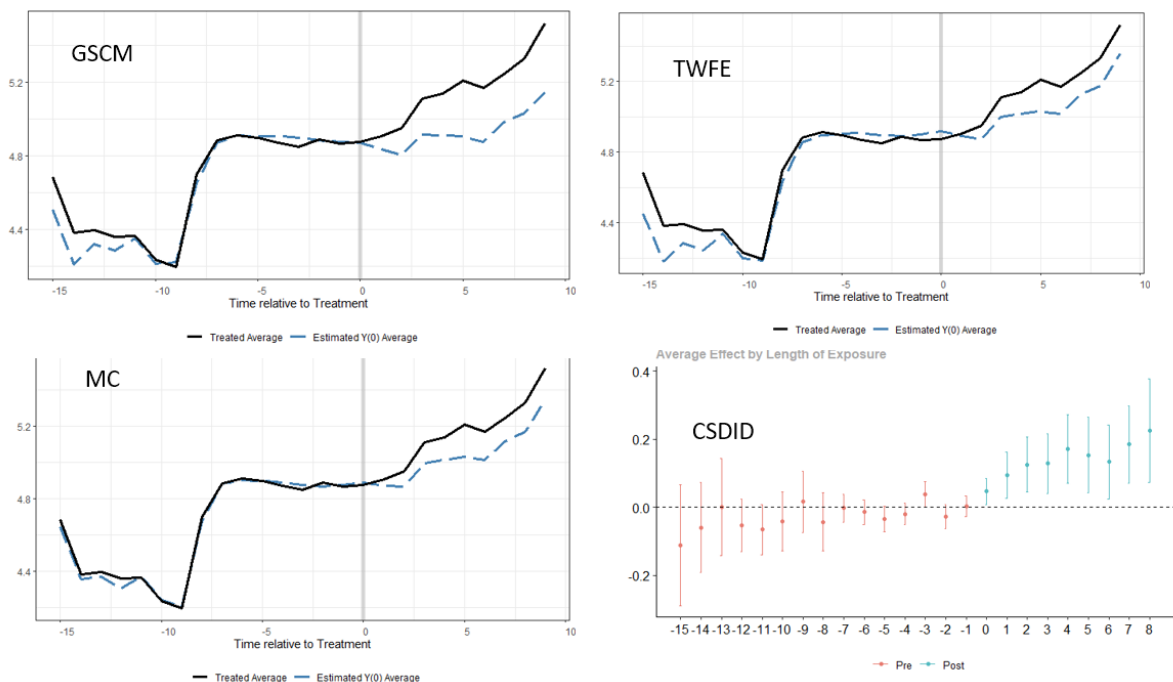 GSCM
5.2
4.8
4.4
-15 -10 -5 0 5 10
Time relative to Treatment
Treated Average Estimated Y(0) Average
TWFE
5.2
4.8
4.4
-15 -10 -5 0 5 10
Time relative to Treatment
Treated Average Estimated Y(0) Average
MC
5.2
4.8
4.4
-15 -10 -5 0 5 10
Time relative to Treatment
Treated Average Estimated Y(0) Average
Average Effect by Length of Exposure
CSDID
0.4
0.2
0.0
-0.2
-15 -14 -13 -12 -11 -10 -9 -8 -7 -6 -5 -4 -3 -2 -1 0 1 2 3 4 5 6 7 8
Pre Post